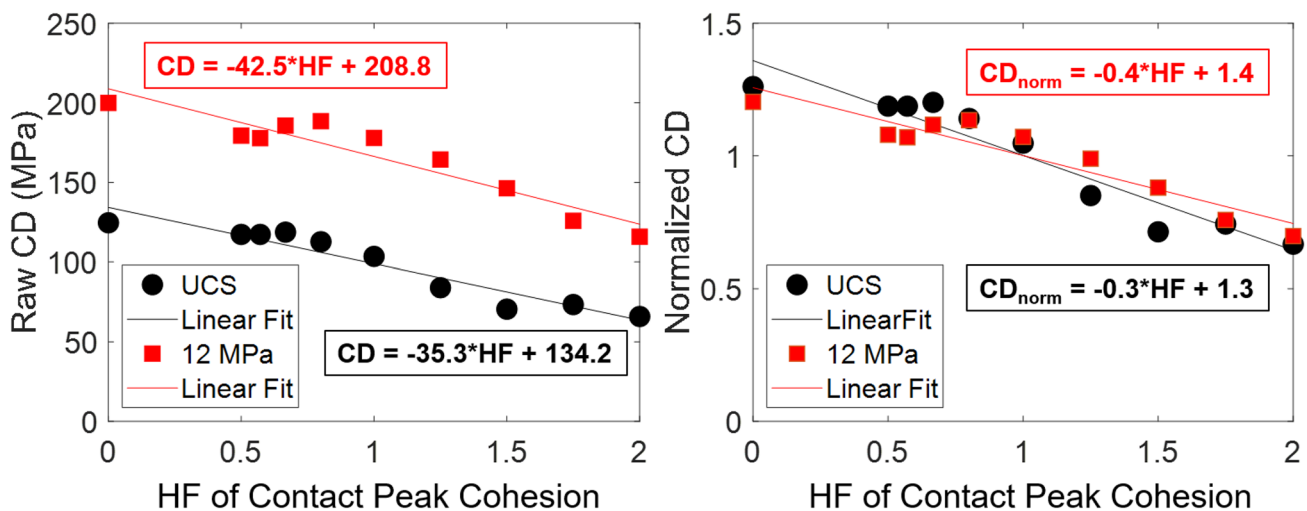 250
200
150
100
50
0
Raw CD (MPa)
CD = -42.5*HF + 208.8
UCS
Linear Fit
12 MPa
Linear Fit
CD = -35.3*HF + 134.2
0 0.5 1 1.5 2
HF of Contact Peak Cohesion
1.5
1
0.5
0
Normalized CD
CDnorm = -0.4*HF + 1.4
UCS
LinearFit
12 MPa
Linear Fit
CDnorm = -0.3*HF + 1.3
0 0.5 1 1.5 2
HF of Contact Peak Cohesion